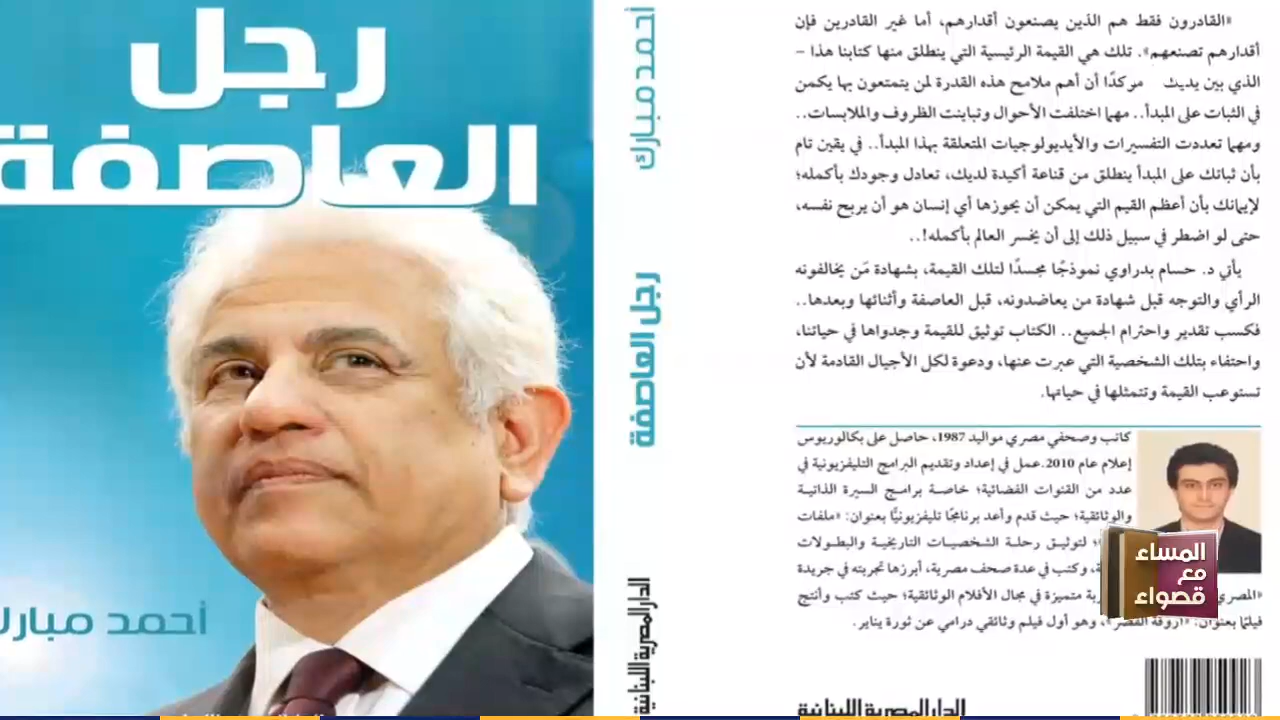 رجل
العاصفة
أحمد مبارك
أحمد مبارك
رجل العاصفة
الدار المصرية اللبنانية
«القادرون فقط هم الذين يصنعون أقدارهم، أما غير القادرين فإن
أقدارهم تصنعهم». تلك هي القيمة الرئيسية التي ينطلق منها كتابنا هذا –
الذي بين يديك موكدًا أن أهم ملامح هذه القدرة لمن يتمتعون بها يكمن
في الثبات على المبدأ.. مهما اختلفت الأحوال وتباينت الظروف والملابسات..
ومهما تعددت التفسيرات والأيديولوجيات المتعلقة بهذا المبدأ.. في يقين تام
بأن ثباتك على المبدأ ينطلق من قناعة أكيدة لديك، تعادل وجودك بأكمله؛
لإيمانك بأن أعظم القيم التي يمكن أن يحوزها أي إنسان هو أن يربح نفسه،
حتى لو اضطر في سبيل ذلك إلى أن يخسر العالم بأكمله!..
يأتي د. حسام بدراوي نموذجًا مجسدًا لتلك القيمة، بشهادة مَن يخالفونه
الرأي والتوجه قبل شهادة من يعاضدونه، قبل العاصفة وأثنائها وبعدها..
فكسب تقدير واحترام الجميع.. الكتاب توثيق للقيمة وجدواها في حياتنا،
واحتفاء بتلك الشخصية التي عبرت عنها، ودعوة لكل الأجيال القادمة لأن
تستوعب القيمة وتتمثلها في حياتها.
كاتب وصحفي مصري مواليد 1987، حاصل على بكالوريوس
إعلام عام 2010.عمل في إعداد وتقديم البرامج التليفزيونية في
عدد من القنوات الفضائية؛ خاصة برامج السيرة الذاتية
والوثائقية؛ حيث قدم وأعد برنامجًا تليفزيونيًّا بعنوان: «ملفات
؛ لتوثيق رحلة الشخصيات التاريخية والبطولات
، وكتب في عدة صحف مصرية، أبرزها تجربته في جريدة
«المصري متميزة في مجال الأفلام الوثائقية؛ حيث كتب وأنتج
فيلمًا بعنوان: «أروقة القصر»، وهو أول فيلم وثائقي درامي عن ثورة يناير.
الدار المصرية اللبنانية
المساء
مع
قصواء